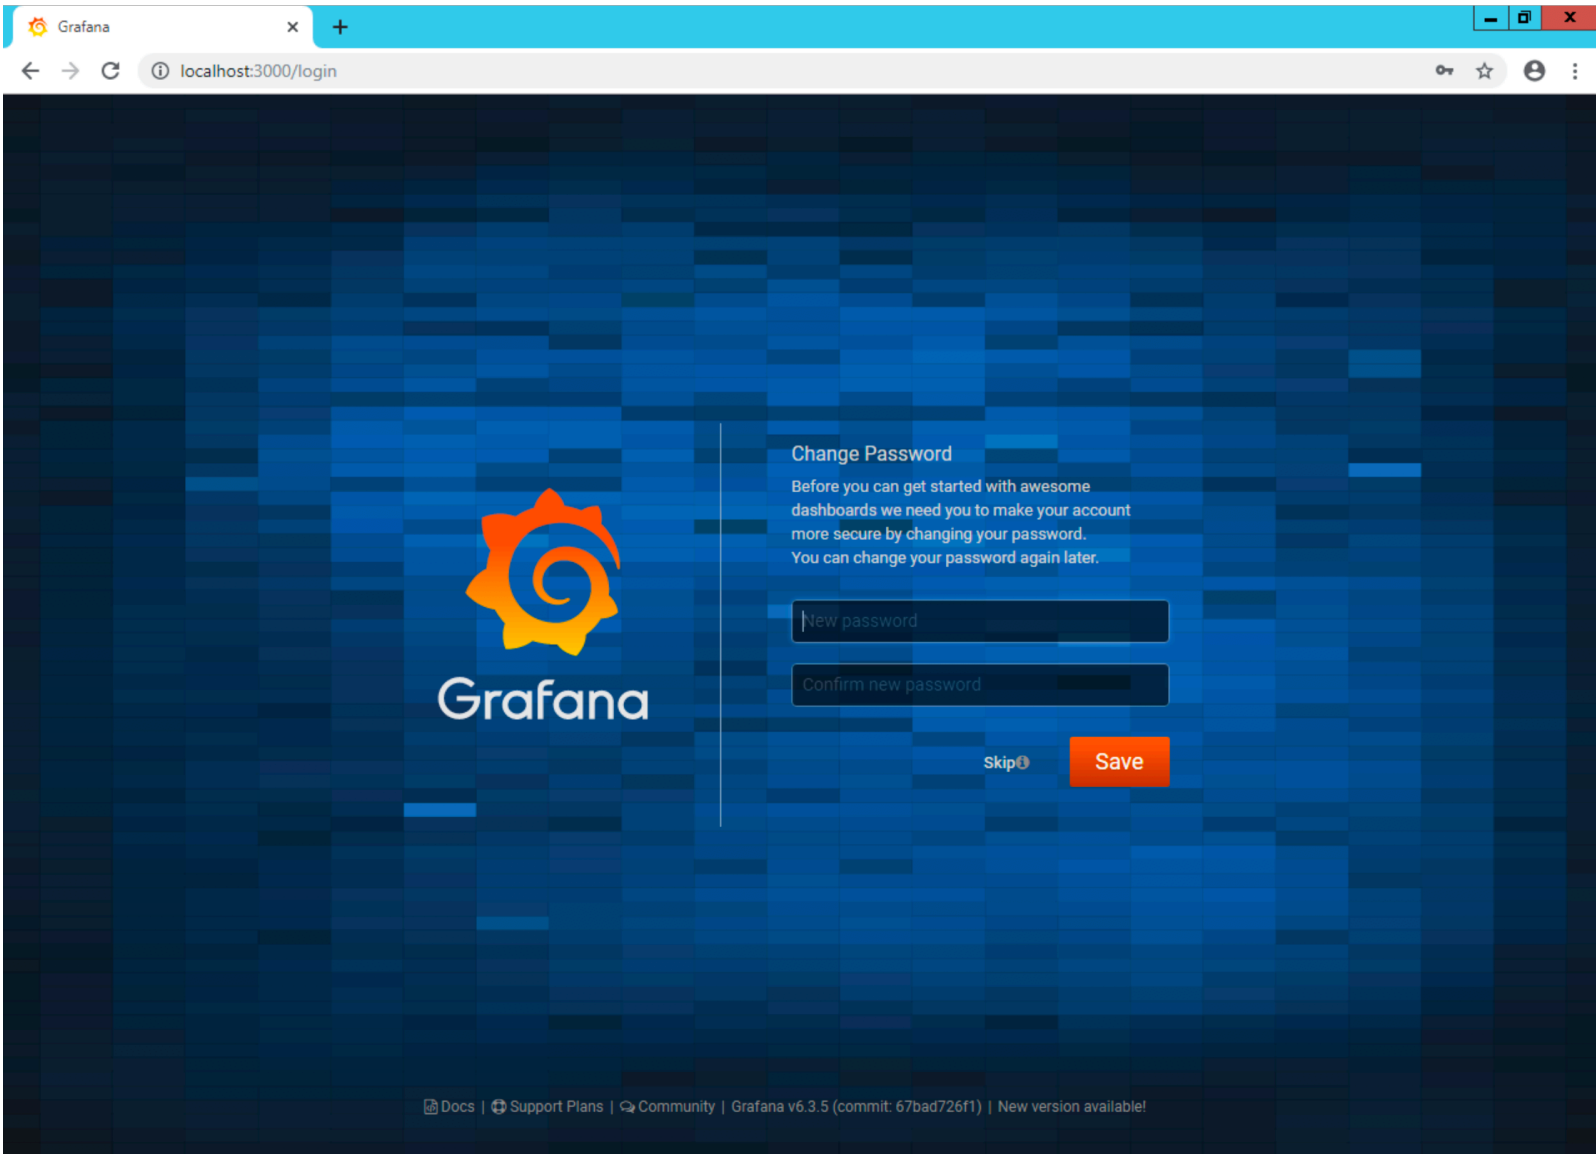 Grafana
localhost:3000/login
Grafana
Change Password
Before you can get started with awesome
dashboards we need you to make your account
more secure by changing your password.
You can change your password again later.
New password
Confirm new password
Skip
Save
Docs | Support Plans | Community | Grafana v6.3.5 (commit: 67bad726f1) | New version available!